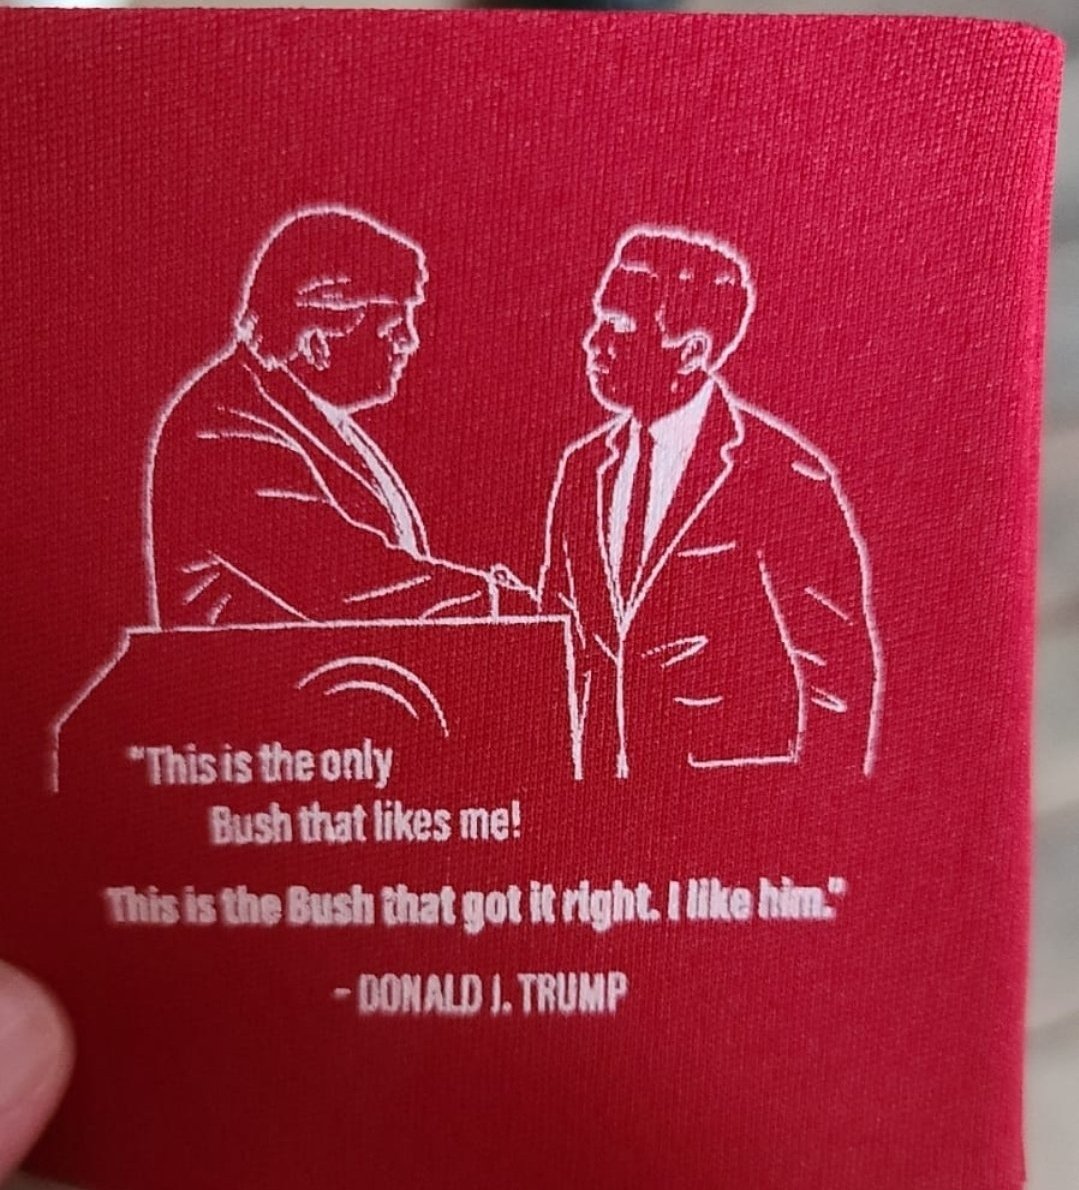 "This is the only
Bush that likes me!
This is the Bush that got it right. I like him."
- DONALD J. TRUMP